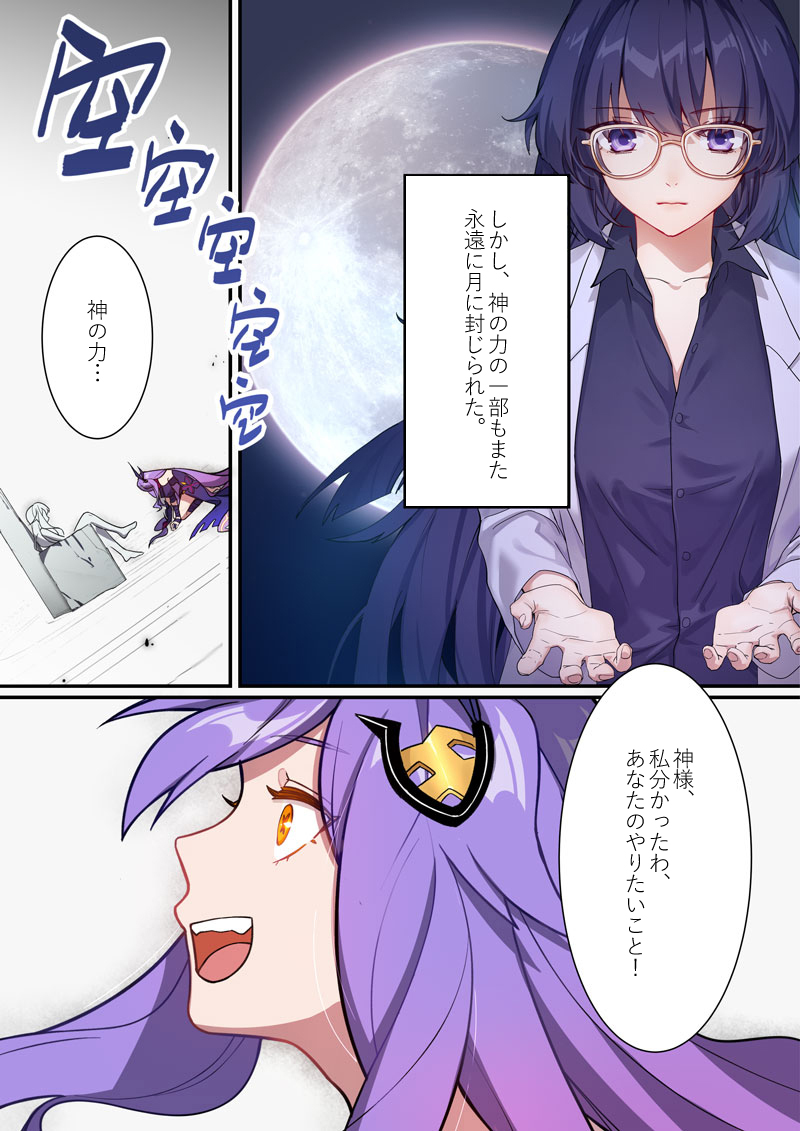 しかし、神の力の一部もまた
永遠に月に封じられた。
空
空
空
空
空
神の力…
神様、
私分かったわ、
あなたのやりたいこと！